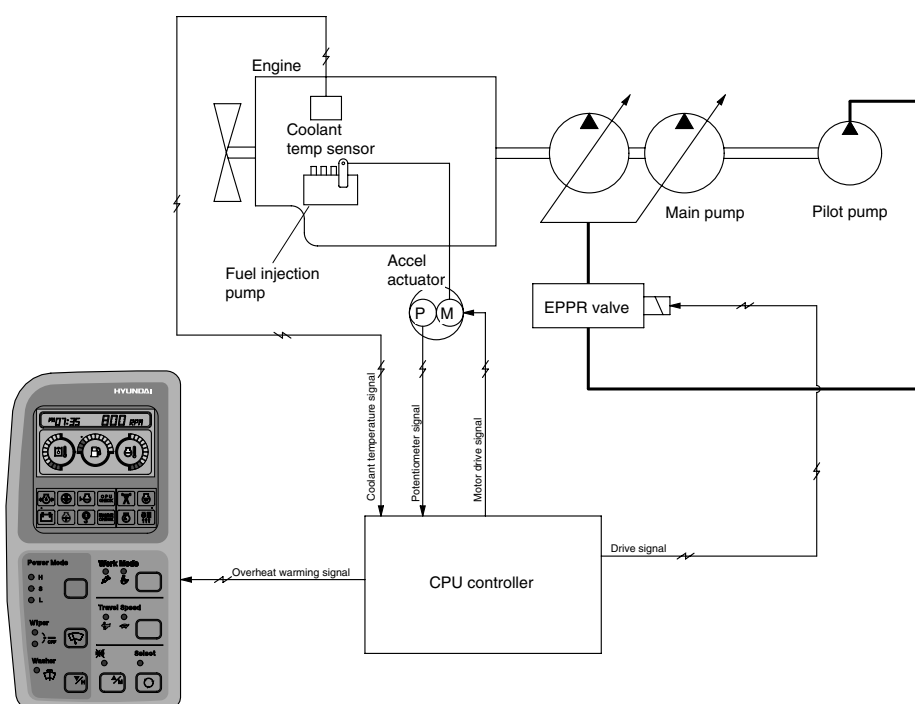 Engine
Coolant
temp sensor
Main pump
Pilot pump
Fuel injection
pump
Accel
actuator
P M
EPPR valve
Coolant temperature signal
Potentiometer signal
Motor drive signal
Drive signal
CPU controller
Overheat warming signal
HYUNDAI
07:35 800 RPM
CPU
Power Mode
Work Mode
H
S
L
Travel Speed
Wiper
OFF
Washer
Select